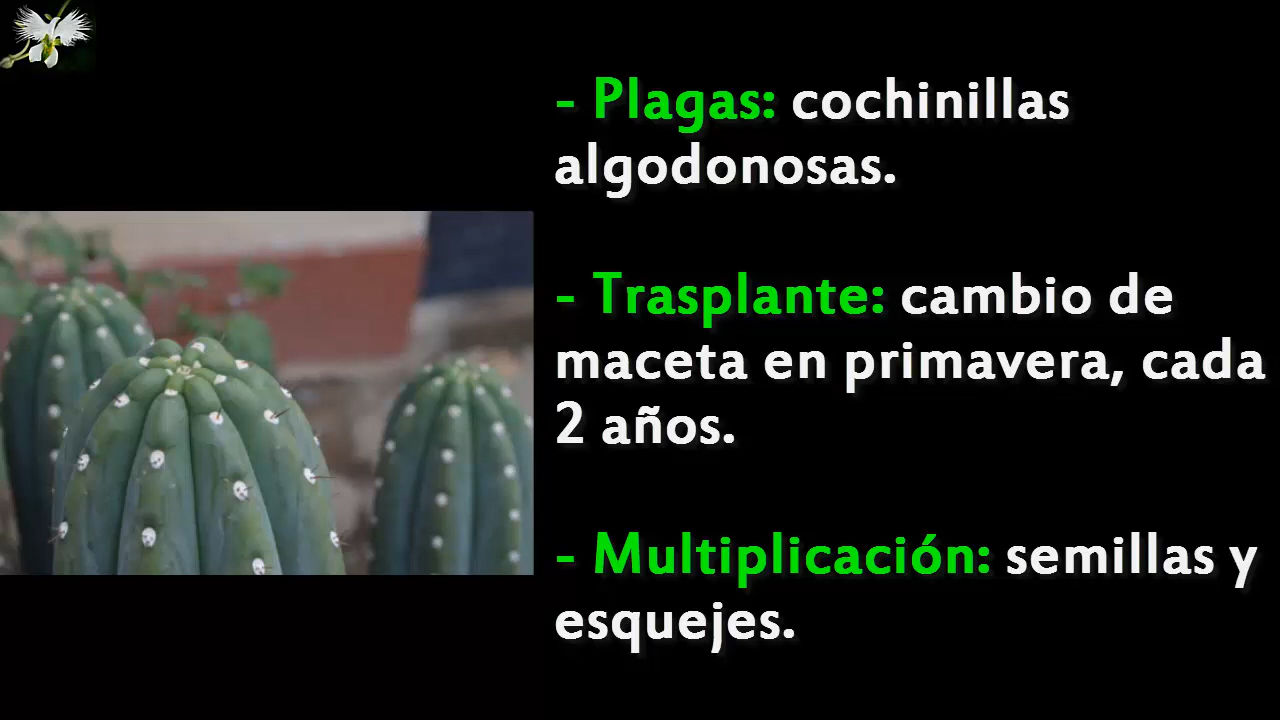 - Plagas: cochinillas
algodonosas.
- Trasplante: cambio de
maceta en primavera, cada
2 años.
- Multiplicación: semillas y
esquejes.